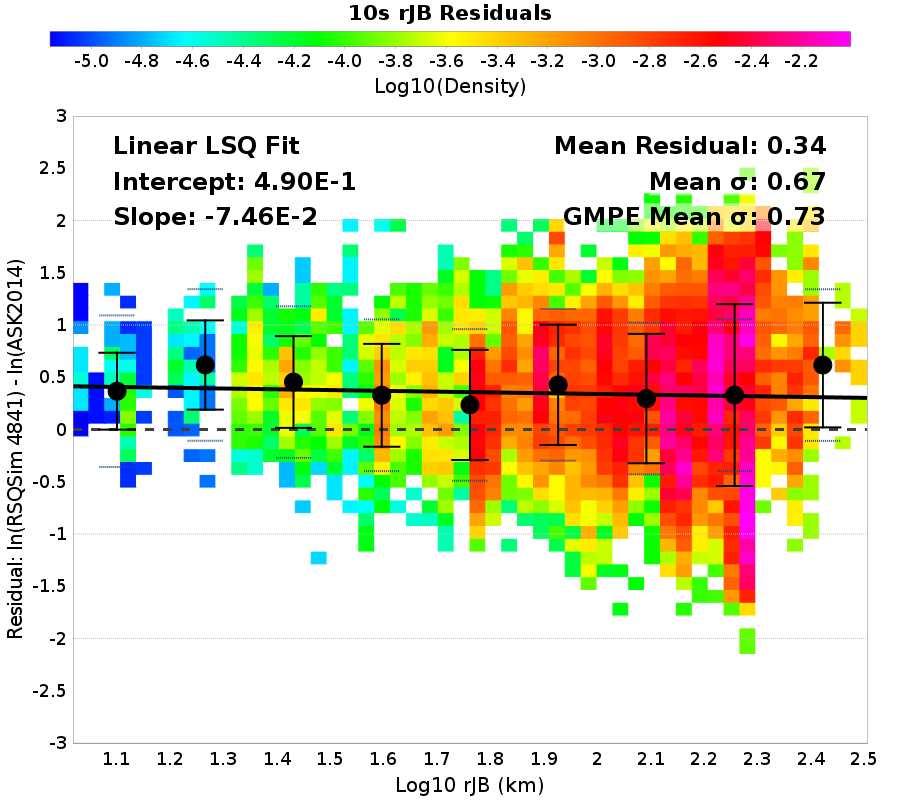 10s rJB Residuals
-5.0 -4.8 -4.6 -4.4 -4.2 -4.0 -3.8 -3.6 -3.4 -3.2 -3.0 -2.8 -2.6 -2.4 -2.2
Log10(Density)
Linear LSQ Fit
Intercept: 4.90E-1
Slope: -7.46E-2
Mean Residual: 0.34
Mean σ: 0.67
GMPE Mean σ: 0.73
Residual: ln(RSQSim 4841) - ln(ASK2014)
3
2.5
2
1.5
1
0.5
0
-0.5
-1
-1.5
-2
-2.5
-3
1.1 1.2 1.3 1.4 1.5 1.6 1.7 1.8 1.9 2 2.1 2.2 2.3 2.4 2.5
Log10 rJB (km)